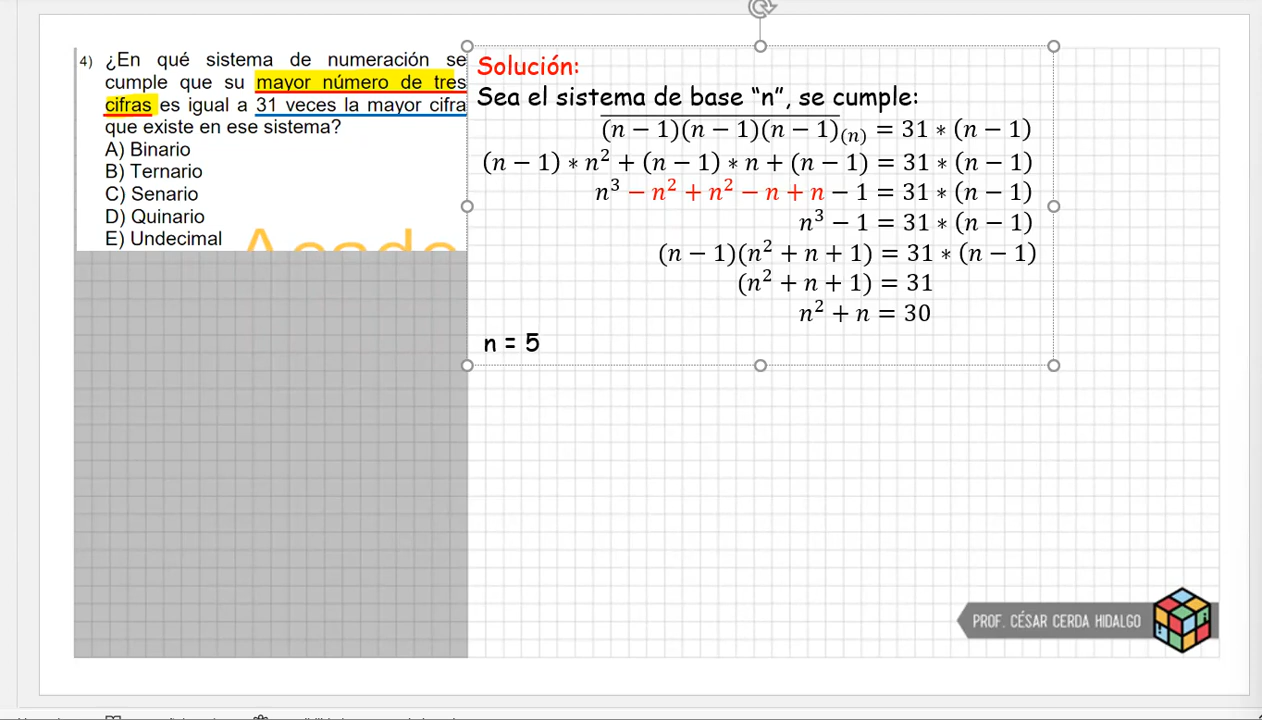 4) ¿En qué sistema de numeración se
cumple que su mayor número de tres
cifras es igual a 31 veces la mayor cifra
que existe en ese sistema?
A) Binario
B) Ternario
C) Senario
D) Quinario
E) Undecimal
Solución:
Sea el sistema de base “n”, se cumple:
(n − 1)(n − 1)(n − 1)(n) = 31 ∗ (n − 1)
(n − 1) ∗ n² + (n − 1) ∗ n + (n − 1) = 31 ∗ (n − 1)
n³ − n² + n² − n + n − 1 = 31 ∗ (n − 1)
n³ − 1 = 31 ∗ (n − 1)
(n − 1)(n² + n + 1) = 31 ∗ (n − 1)
(n² + n + 1) = 31
n² + n = 30
n = 5
PROF. CÉSAR CERDA HIDALGO